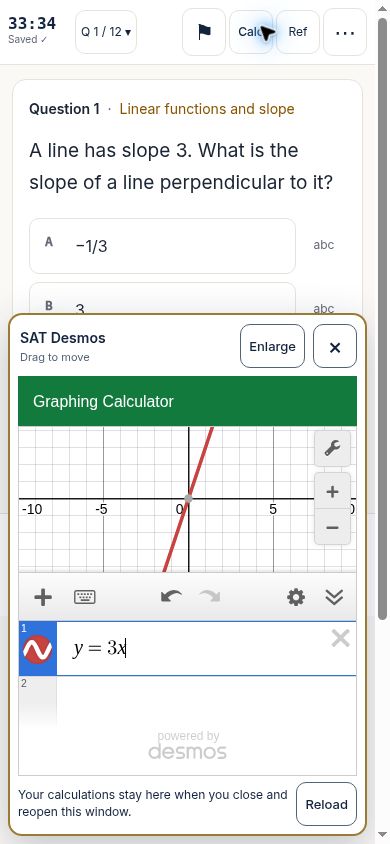 33:34
Saved ✓
Q 1 / 12 ▾
Calc
Ref
...
Question 1 · Linear functions and slope
A line has slope 3. What is the
slope of a line perpendicular to it?
A
−1/3
abc
B
3
abc
SAT Desmos
Drag to move
Enlarge
×
Graphing Calculator
-10
-5
0
5
1
y = 3x
2
powered by
desmos
Your calculations stay here when you close and
reopen this window.
Reload